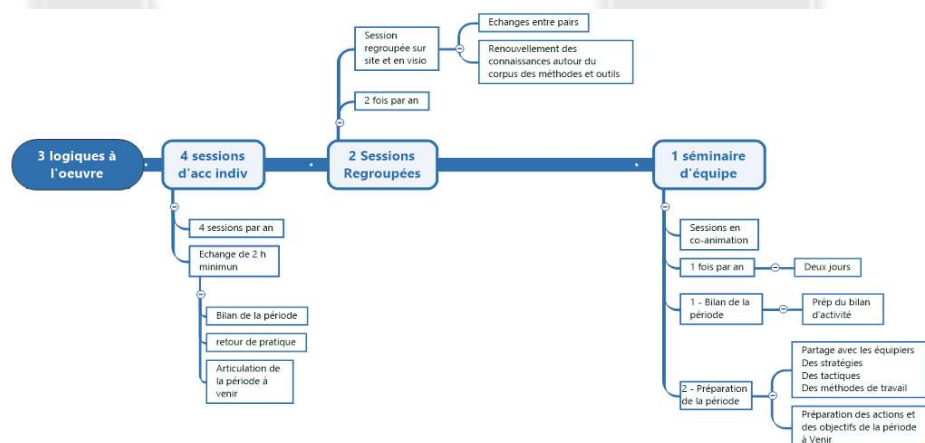 3 logiques à
l'oeuvre
4 sessions
d'acc indiv
4 sessions par an
Echange de 2 h
minimun
Bilan de la période
retour de pratique
Articulation de
la période à
venir
2 Sessions
Regroupées
Session
regroupée sur
site et en visio
Echanges entre pairs
Renouvellement des
connaissances autour du
corpus des méthodes et outils
2 fois par an
1 séminaire
d'équipe
Sessions en
co-animation
1 fois par an
Deux jours
1 - Bilan de la
période
Prép du bilan
d'activité
2 - Préparation
de la période
Partage avec les équipiers
Des stratégies
Des tactiques
Des méthodes de travail
Préparation des actions et
des objectifs de la période
à Venir